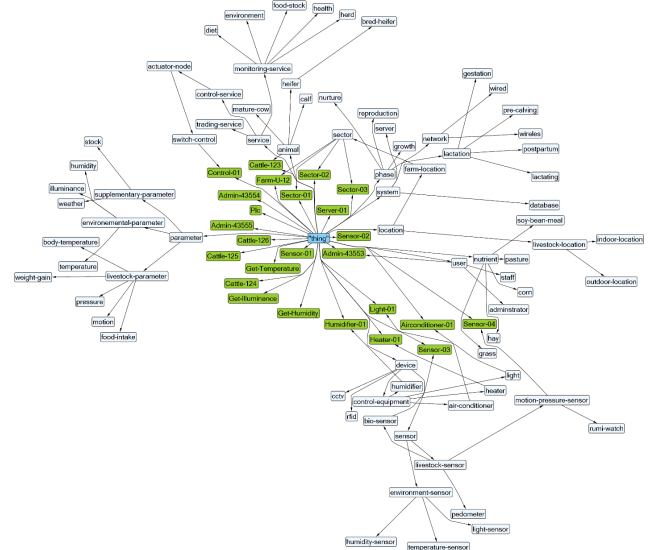 food-stock
health
environment
herd
diet
bred-heifer
monitoring-service
gestation
actuator-node
heifer
wired
control-service
nurture
calf
pre-calving
mature-cow
reproduction
trading-service
sector
server
network
wireles
stock
switch-control
service
animal
growth
lactation
postpartum
humidity
Cattle-123
phase
farm-location
Control-01
Farm-U-12
Sector-02
lactating
illuminance
supplementary-parameter
Admin-43554
Sector-01
Sector-03
system
weather
Plc
Server-01
database
environemental-parameter
Admin-43555
soy-bean-meal
body-temperature
parameter
Cattle-126
"thing"
Sensor-02
location
livestock-location
indoor-location
Cattle-125
Sensor-01
Admin-43553
nutrient
pasture
temperature
Get-Temperature
user
staff
weight-gain
livestock-parameter
Cattle-124
corn
outdoor-location
Get-Illuminance
adminstrator
pressure
Get-Humidity
Light-01
motion
Humidifier-01
Airconditioner-01
Sensor-04
food-intake
Heater-01
hay
Sensor-03
grass
device
light
humidifier
cctv
heater
control-equipment
air-conditioner
motion-pressure-sensor
rfid
bio-sensor
sensor
rumi-watch
livestock-sensor
environment-sensor
pedometer
light-sensor
humidity-sensor
temperature-sensor